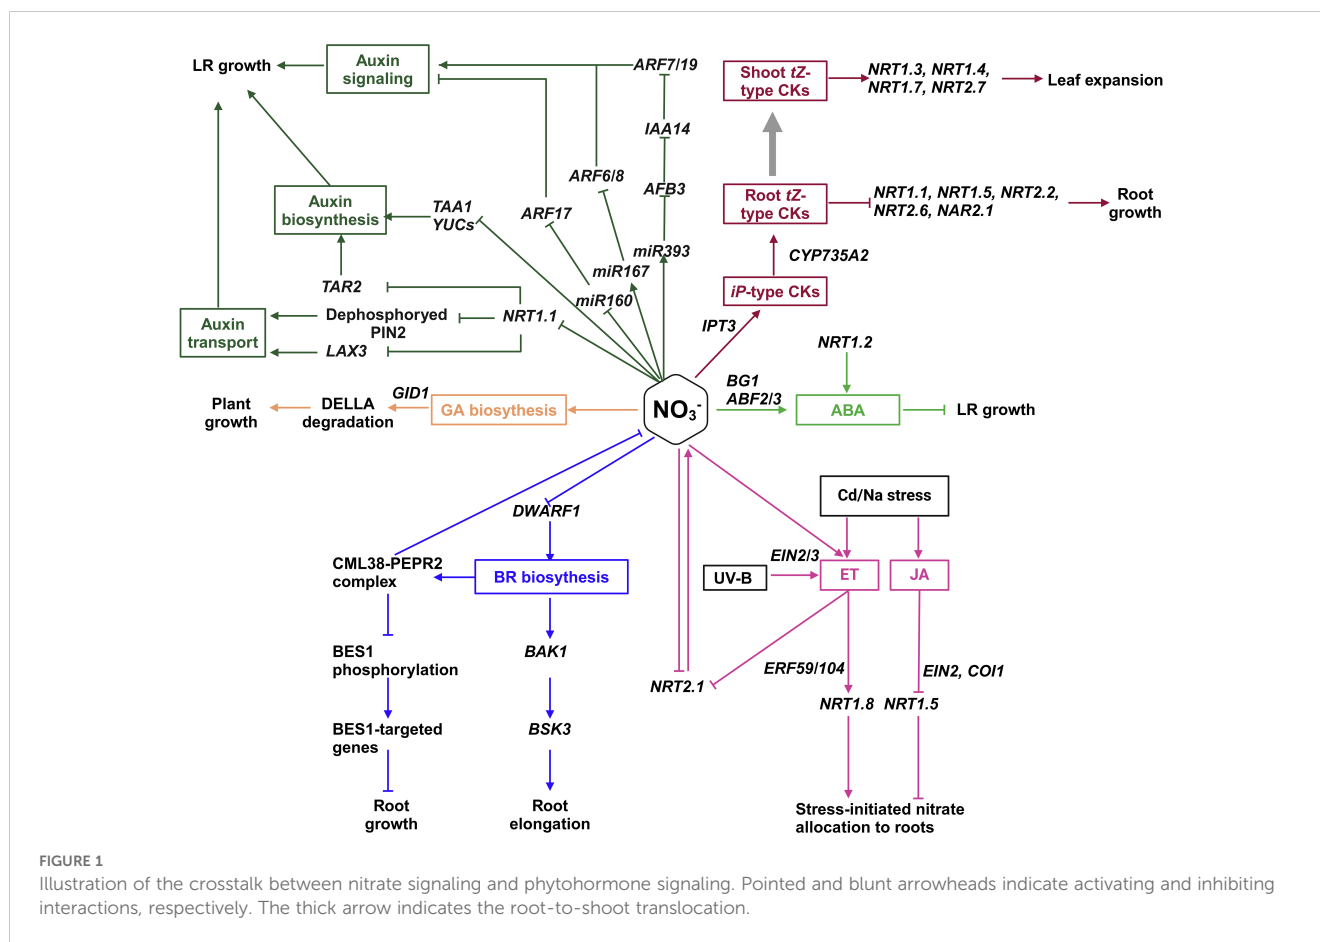 LR growth
Auxin
signaling
ARF7/19
IAA14
AFB3
miR393
ARF6/8
miR167
ARF17
miR160
Auxin
biosynthesis
TAA1
YUCs
TAR2
Dephosphoryed
PIN2
LAX3
NRT1.1
Auxin
transport
Shoot tZ-
type CKs
NRT1.3, NRT1.4,
NRT1.7, NRT2.7
Leaf expansion
Root tZ-
type CKs
NRT1.1, NRT1.5, NRT2.2,
NRT2.6, NAR2.1
Root
growth
CYP735A2
iP-type CKs
IPT3
NRT1.2
BG1
ABF2/3
ABA
LR growth
NO3-
GA biosythesis
GID1
DELLA
degradation
Plant
growth
DWARF1
BR biosythesis
CML38-PEPR2
complex
BES1
phosphorylation
BES1-targeted
genes
Root
growth
BAK1
BSK3
Root
elongation
Cd/Na stress
EIN2/3
UV-B
ET
JA
NRT2.1
ERF59/104
EIN2, COI1
NRT1.8
NRT1.5
Stress-initiated nitrate
allocation to roots
FIGURE 1
Illustration of the crosstalk between nitrate signaling and phytohormone signaling. Pointed and blunt arrowheads indicate activating and inhibiting
interactions, respectively. The thick arrow indicates the root-to-shoot translocation.